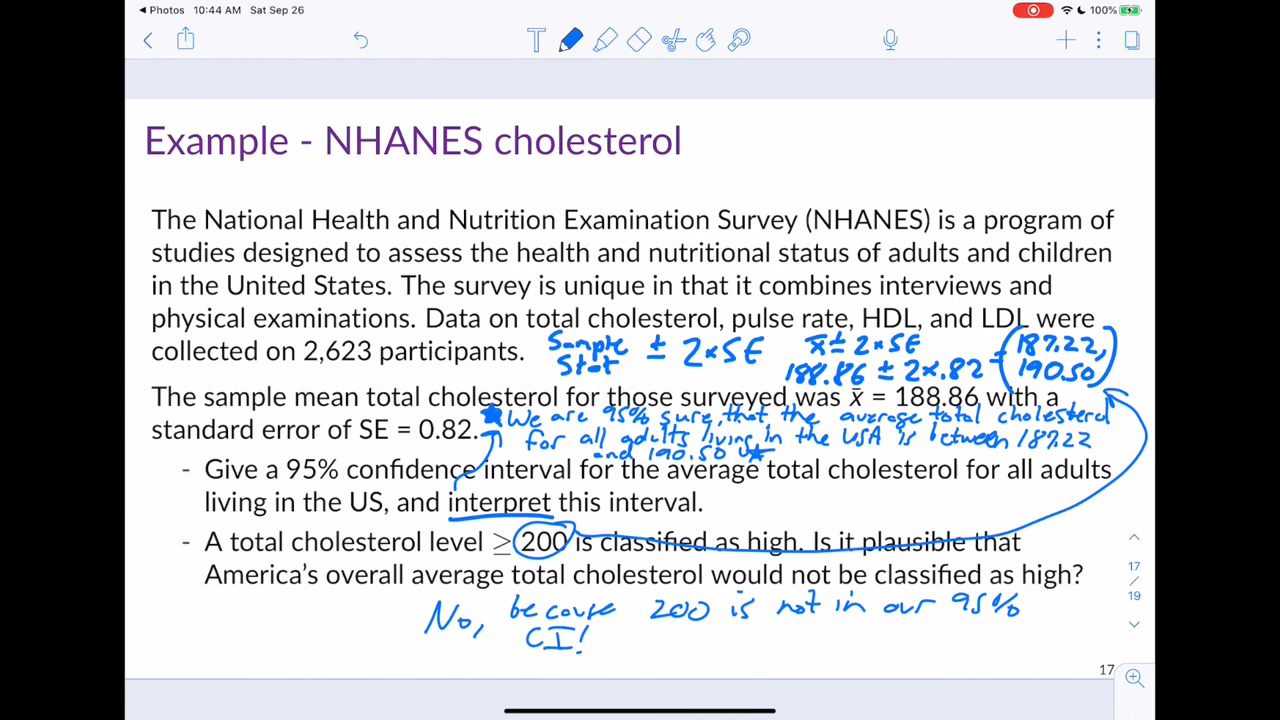 Photos 10:44 AM Sat Sep 26 100%
T
Example - NHANES cholesterol
The National Health and Nutrition Examination Survey (NHANES) is a program of
studies designed to assess the health and nutritional status of adults and children
in the United States. The survey is unique in that it combines interviews and
physical examinations. Data on total cholesterol, pulse rate, HDL, and LDL were
collected on 2,623 participants.
Sample Stat ± 2×SE
x̄ ± 2×SE
188.86 ± 2×.82 = (187.22, 190.50)
The sample mean total cholesterol for those surveyed was x̄ = 188.86 with a
standard error of SE = 0.82.
We are 95% sure that the average total cholesterol
for all adults living in the USA is between 187.22
and 190.50
- Give a 95% confidence interval for the average total cholesterol for all adults
living in the US, and interpret this interval.
- A total cholesterol level ≥ 200 is classified as high. Is it plausible that
America's overall average total cholesterol would not be classified as high?
No, because 200 is not in our 95%
CI!
17
/
19
17